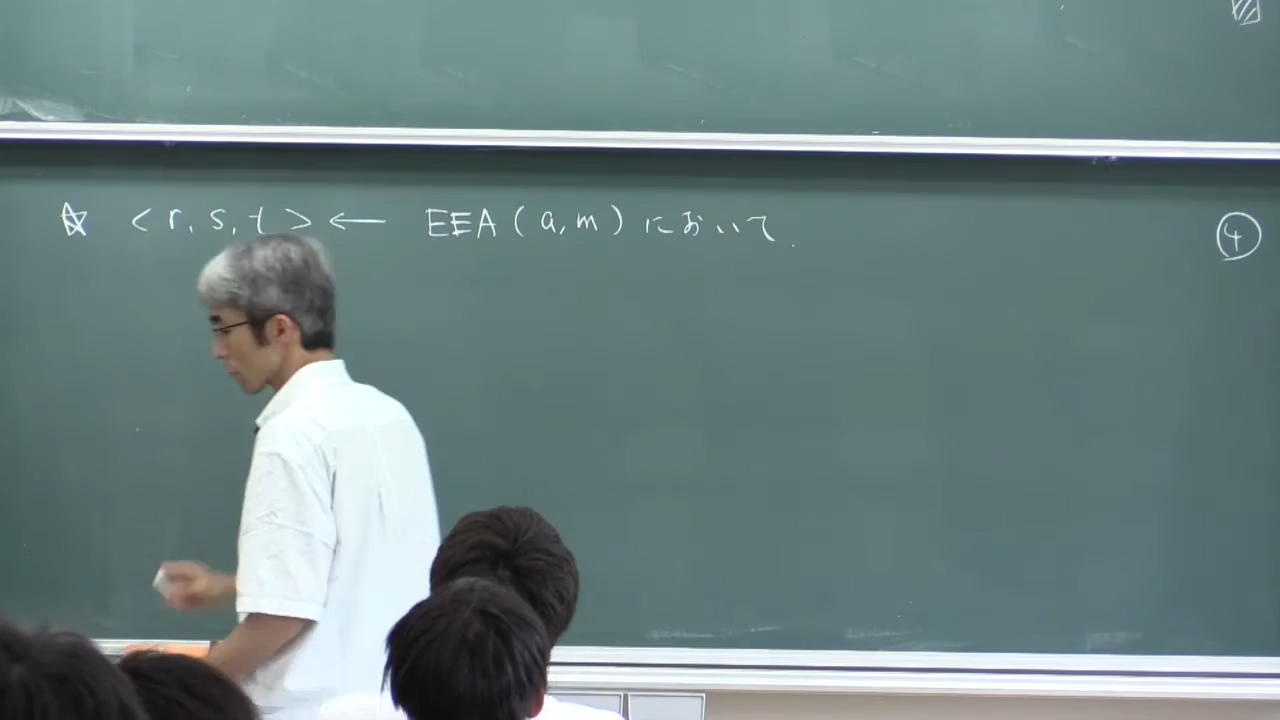 ☆ <r, s, t> ← EEA(a, m)において.
④